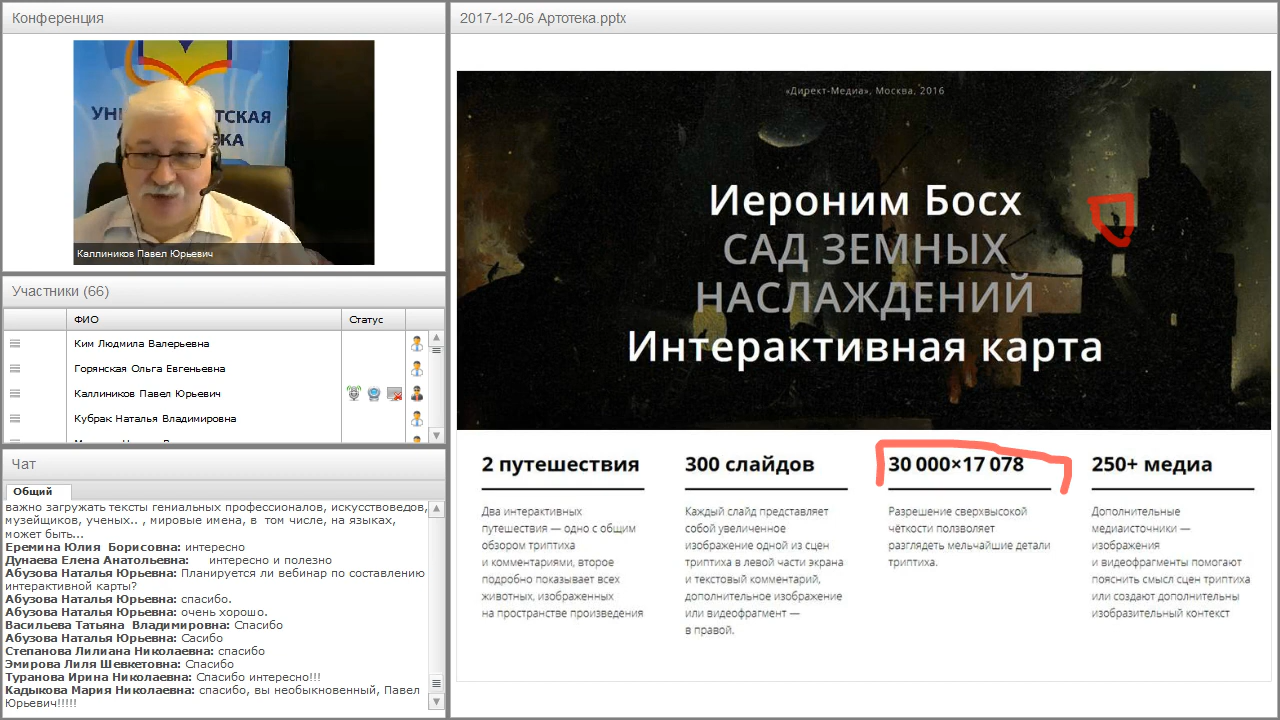 Конференция
УНИ
ТСКАЯ
КА
Каллиников Павел Юрьевич
Участники (66)
ФИО
Статус
Ким Людмила Валерьевна
Горянская Ольга Евгеньевна
Каллиников Павел Юрьевич
Кубрак Наталья Владимировна
Чат
Общий
важно загружать тексты гениальных профессионалов, искусствоведов,
музейщиков, ученых.. , мировые имена, в том числе, на языках,
может быть...
Еремина Юлия Борисовна: интересно
Дунаева Елена Анатольевна: интересно и полезно
Абузова Наталья Юрьевна: Планируется ли вебинар по составлению
интерактивной карты?
Абузова Наталья Юрьевна: спасибо.
Абузова Наталья Юрьевна: очень хорошо.
Васильева Татьяна Владимировна: Спасибо
Абузова Наталья Юрьевна: Сасибо
Степанова Лилиана Николаевна: спасибо
Эмирова Лиля Шевкетовна: Спасибо
Туранова Ирина Николаевна: Спасибо интересно!!!
Кадыкова Мария Николаевна: спасибо, вы необыкновенный, Павел
Юрьевич!!!!!
2017-12-06 Артотека.pptx
«Директ-Медиа», Москва, 2016
Иероним Босх
САД ЗЕМНЫХ
НАСЛАЖДЕНИЙ
Интерактивная карта
2 путешествия
Два интерактивных
путешествия — одно с общим
обзором триптиха
и комментариями, второе
подробно показывает всех
животных, изображенных
на пространстве произведения
300 слайдов
Каждый слайд представляет
собой увеличенное
изображение одной из сцен
триптиха в левой части экрана
и текстовый комментарий,
дополнительное изображение
или видеофрагмент —
в правой.
30 000×17 078
Разрешение сверхвысокой
чёткости ползволяет
разглядеть мельчайшие детали
триптиха.
250+ медиа
Дополнительные
медиаисточники —
изображения
и видеофрагменты помогают
пояснить смысл сцен триптиха
или создают дополнительны
изобразительный контекст